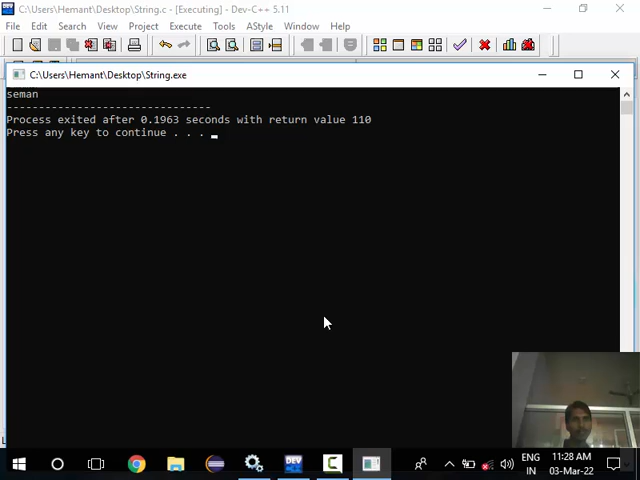 C:\Users\Hemant\Desktop\String.c - [Executing] - Dev-C++ 5.11
File Edit Search View Project Execute Tools AStyle Window Help
C:\Users\Hemant\Desktop\String.exe
seman
--------------------------------
Process exited after 0.1963 seconds with return value 110
Press any key to continue . . .
DEV
ENG
IN
11:28 AM
03-Mar-22